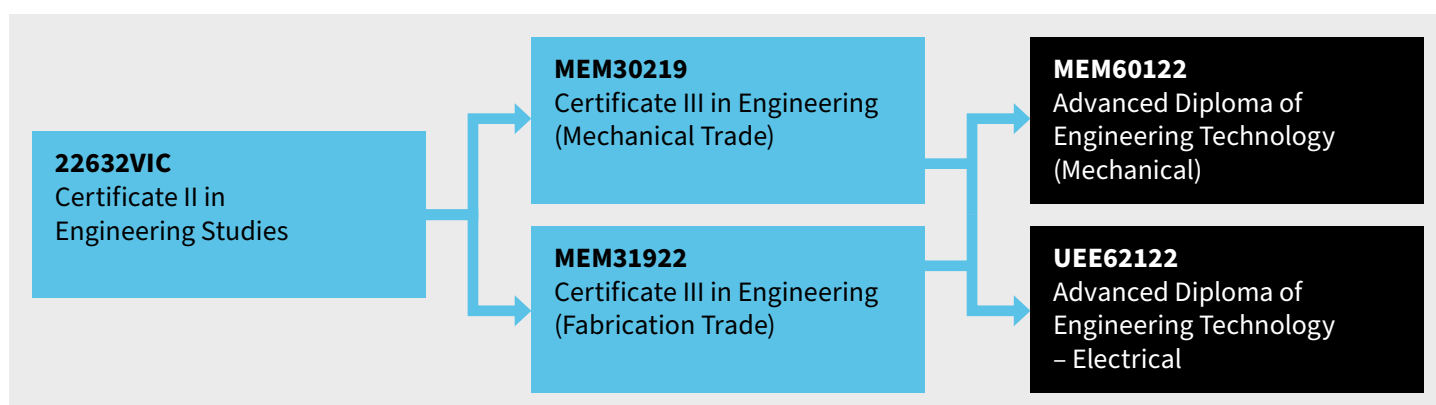 22632VIC
Certificate II in
Engineering Studies
MEM30219
Certificate III in Engineering
(Mechanical Trade)
MEM31922
Certificate III in Engineering
(Fabrication Trade)
MEM60122
Advanced Diploma of
Engineering Technology
(Mechanical)
UEE62122
Advanced Diploma of
Engineering Technology
– Electrical